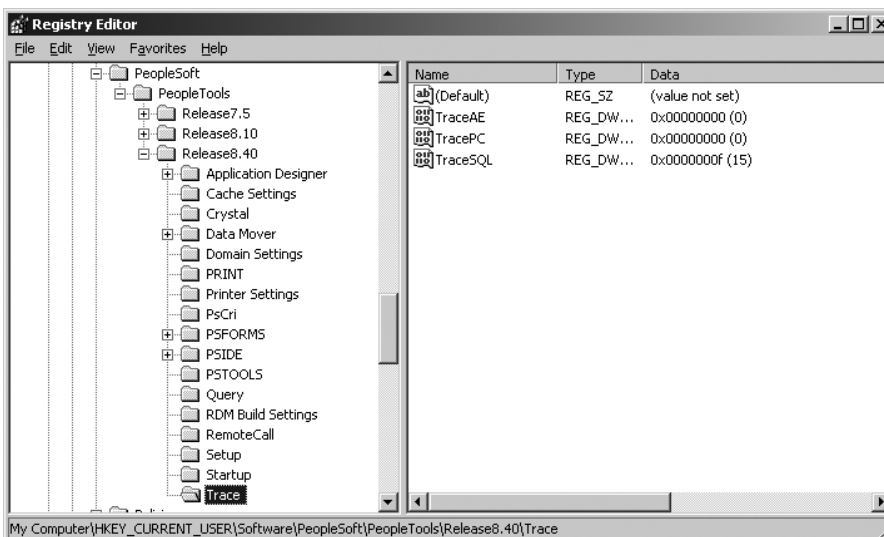 Registry Editor
File Edit View Favorites Help
PeopleSoft
PeopleTools
Release7.5
Release8.10
Release8.40
Application Designer
Cache Settings
Crystal
Data Mover
Domain Settings
PRINT
Printer Settings
PsCri
PSFORMS
PSIDE
PSTOOLS
Query
RDM Build Settings
RemoteCall
Setup
Startup
Trace
Name Type Data
(Default) REG_SZ (value not set)
TraceAE REG_DW... 0x00000000 (0)
TracePC REG_DW... 0x00000000 (0)
TraceSQL REG_DW... 0x0000000f (15)
My Computer\HKEY_CURRENT_USER\Software\PeopleSoft\PeopleTools\Release8.40\Trace